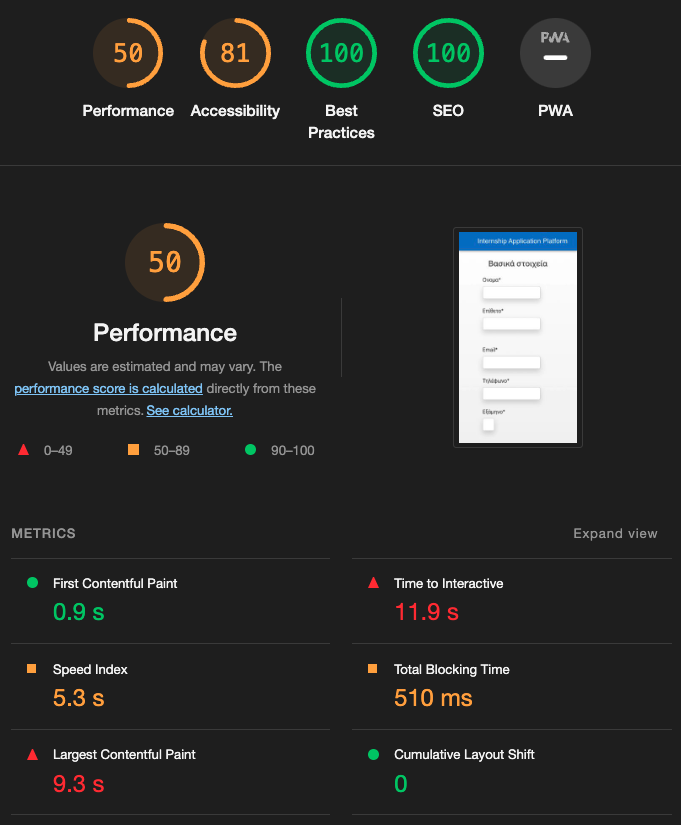 50
81
100
100
PWA
Performance
Accessibility
Best
Practices
SEO
PWA
50
Performance
Values are estimated and may vary. The
performance score is calculated directly from these
metrics. See calculator.
0–49
50–89
90–100
Internship Application Platform
Βασικά στοιχεία
Όνομα*
Επίθετο*
Email*
Τηλέφωνο*
Εξάμηνο*
METRICS
Expand view
First Contentful Paint
0.9 s
Time to Interactive
11.9 s
Speed Index
5.3 s
Total Blocking Time
510 ms
Largest Contentful Paint
9.3 s
Cumulative Layout Shift
0